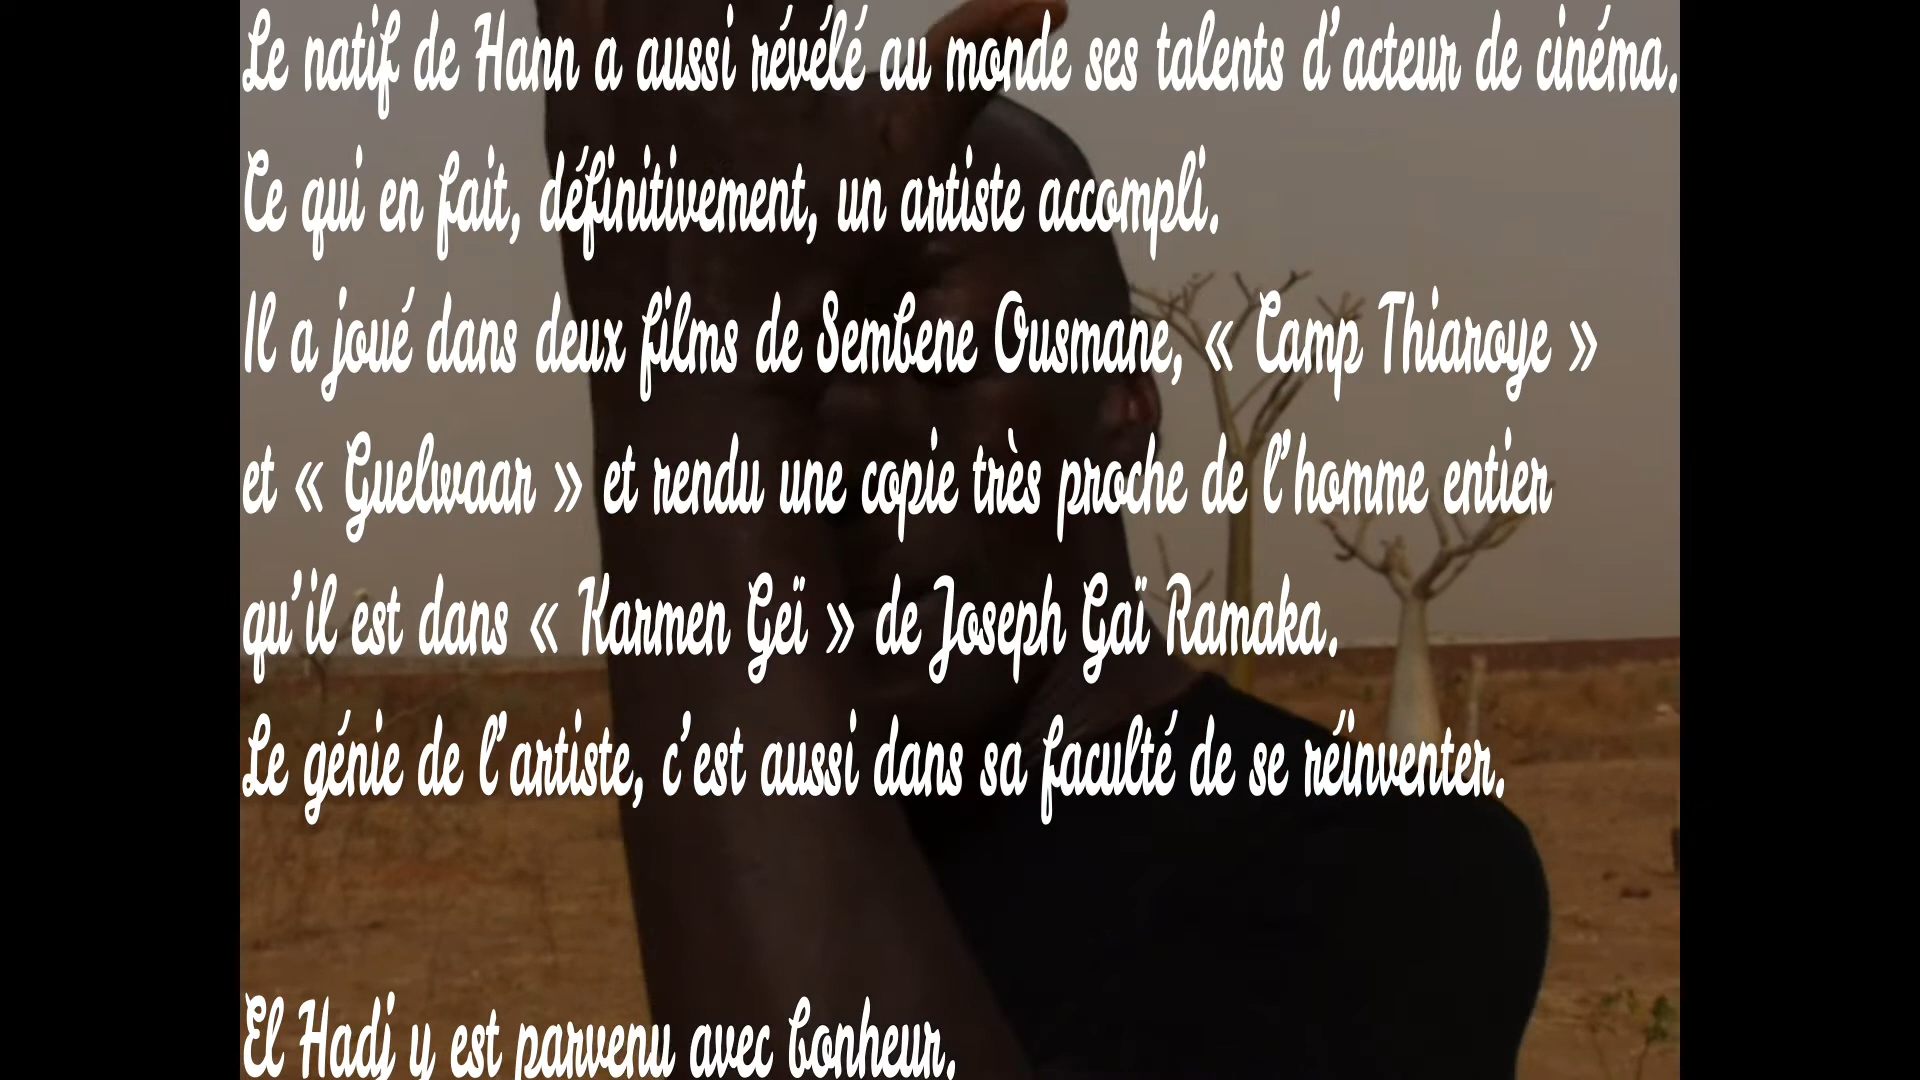 Le natif de Hann a aussi révélé au monde ses talents d’acteur de cinéma.
Ce qui en fait, définitivement, un artiste accompli.
Il a joué dans deux films de Sembene Ousmane, « Camp Thiaroye »
et « Guelwaar » et rendu une copie très proche de l’homme entier
qu’il est dans « Karmen Geï » de Joseph Gaï Ramaka.
Le génie de l’artiste, c’est aussi dans sa faculté de se réinventer.
El Hadj y est parvenu avec bonheur,